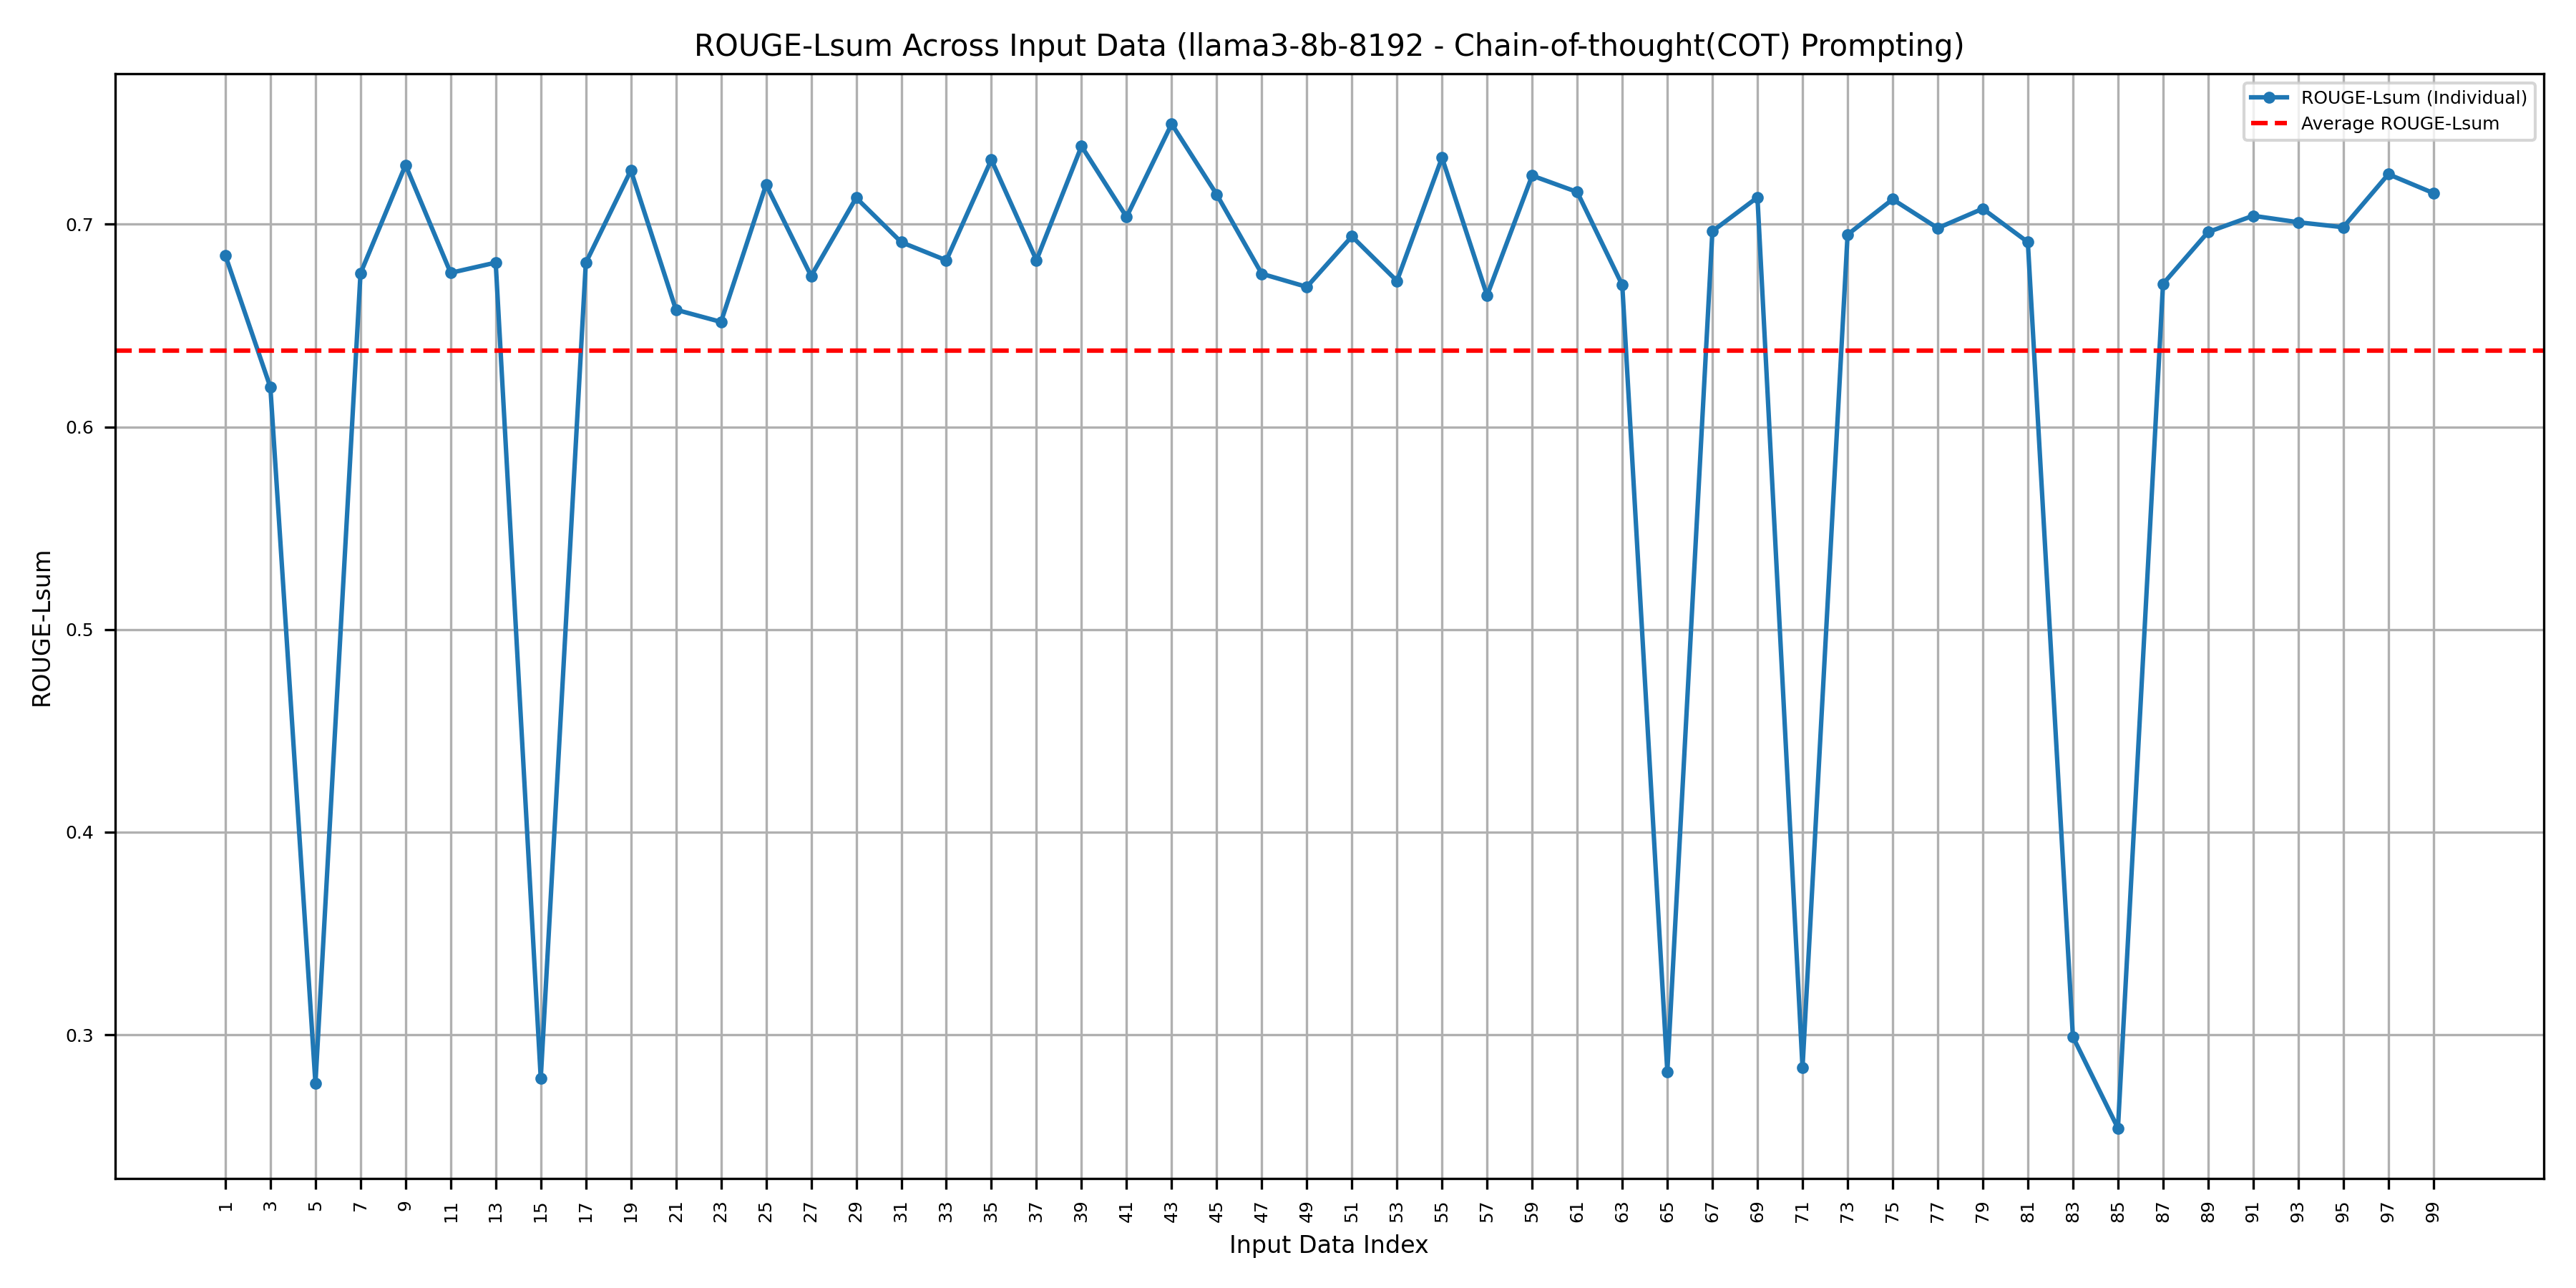 ROUGE-Lsum Across Input Data (llama3-8b-8192 - Chain-of-thought(COT) Prompting)
ROUGE-Lsum (Individual)
Average ROUGE-Lsum
ROUGE-Lsum
0.7
0.6
0.5
0.4
0.3
1 3 5 7 9 11 13 15 17 19 21 23 25 27 29 31 33 35 37 39 41 43 45 47 49 51 53 55 57 59 61 63 65 67 69 71 73 75 77 79 81 83 85 87 89 91 93 95 97 99
Input Data Index